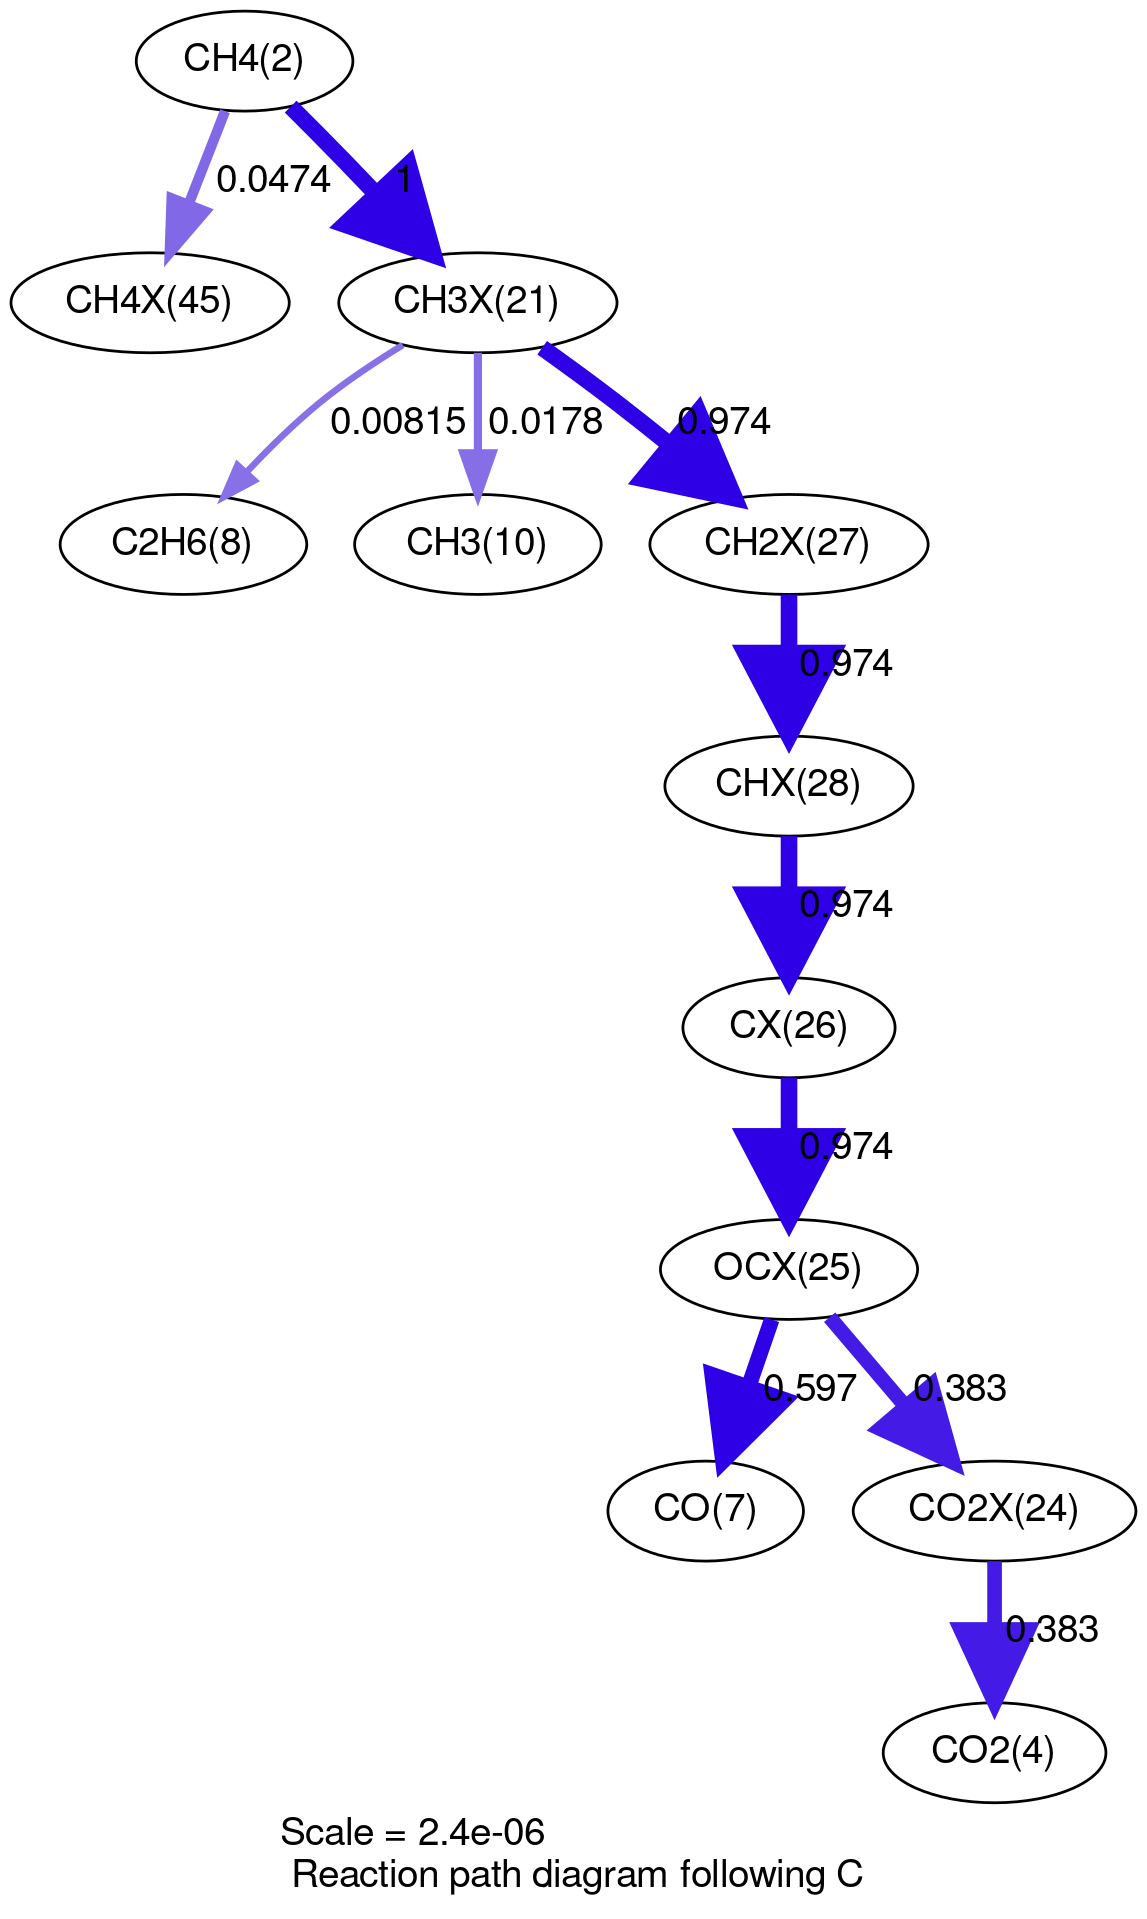 CH4(2)
0.0474
1
CH4X(45)
CH3X(21)
0.00815
0.0178
0.974
C2H6(8)
CH3(10)
CH2X(27)
0.974
CHX(28)
0.974
CX(26)
0.974
OCX(25)
0.597
0.383
CO(7)
CO2X(24)
0.383
CO2(4)
Scale = 2.4e-06
Reaction path diagram following C